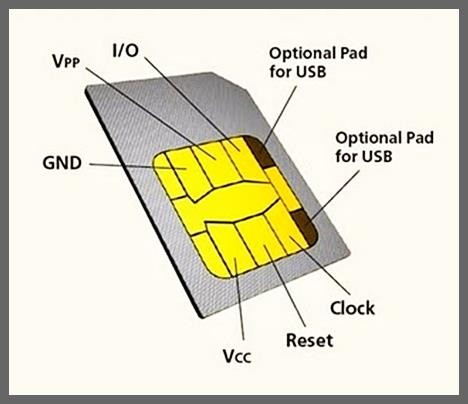 I/O
VPP
Optional Pad
for USB
Optional Pad
for USB
GND
Clock
Reset
Vcc